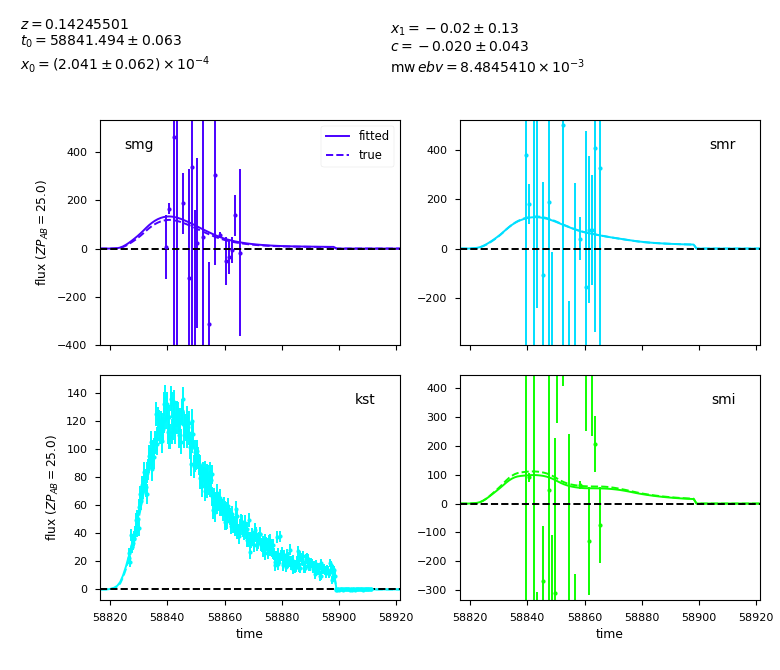 z = 0.14245501
t₀ = 58841.494 ± 0.063
x₀ = (2.041 ± 0.062) × 10⁻⁴
x₁ = −0.02 ± 0.13
c = −0.020 ± 0.043
mw ebv = 8.4845410 × 10⁻³
smg
fitted
true
400
200
0
−200
−400
flux (ZP_AB = 25.0)
smr
400
200
0
−200
kst
140
120
100
80
60
40
20
0
flux (ZP_AB = 25.0)
58820 58840 58860 58880 58900 58920
time
smi
400
300
200
100
0
−100
−200
−300
58820 58840 58860 58880 58900 58920
time